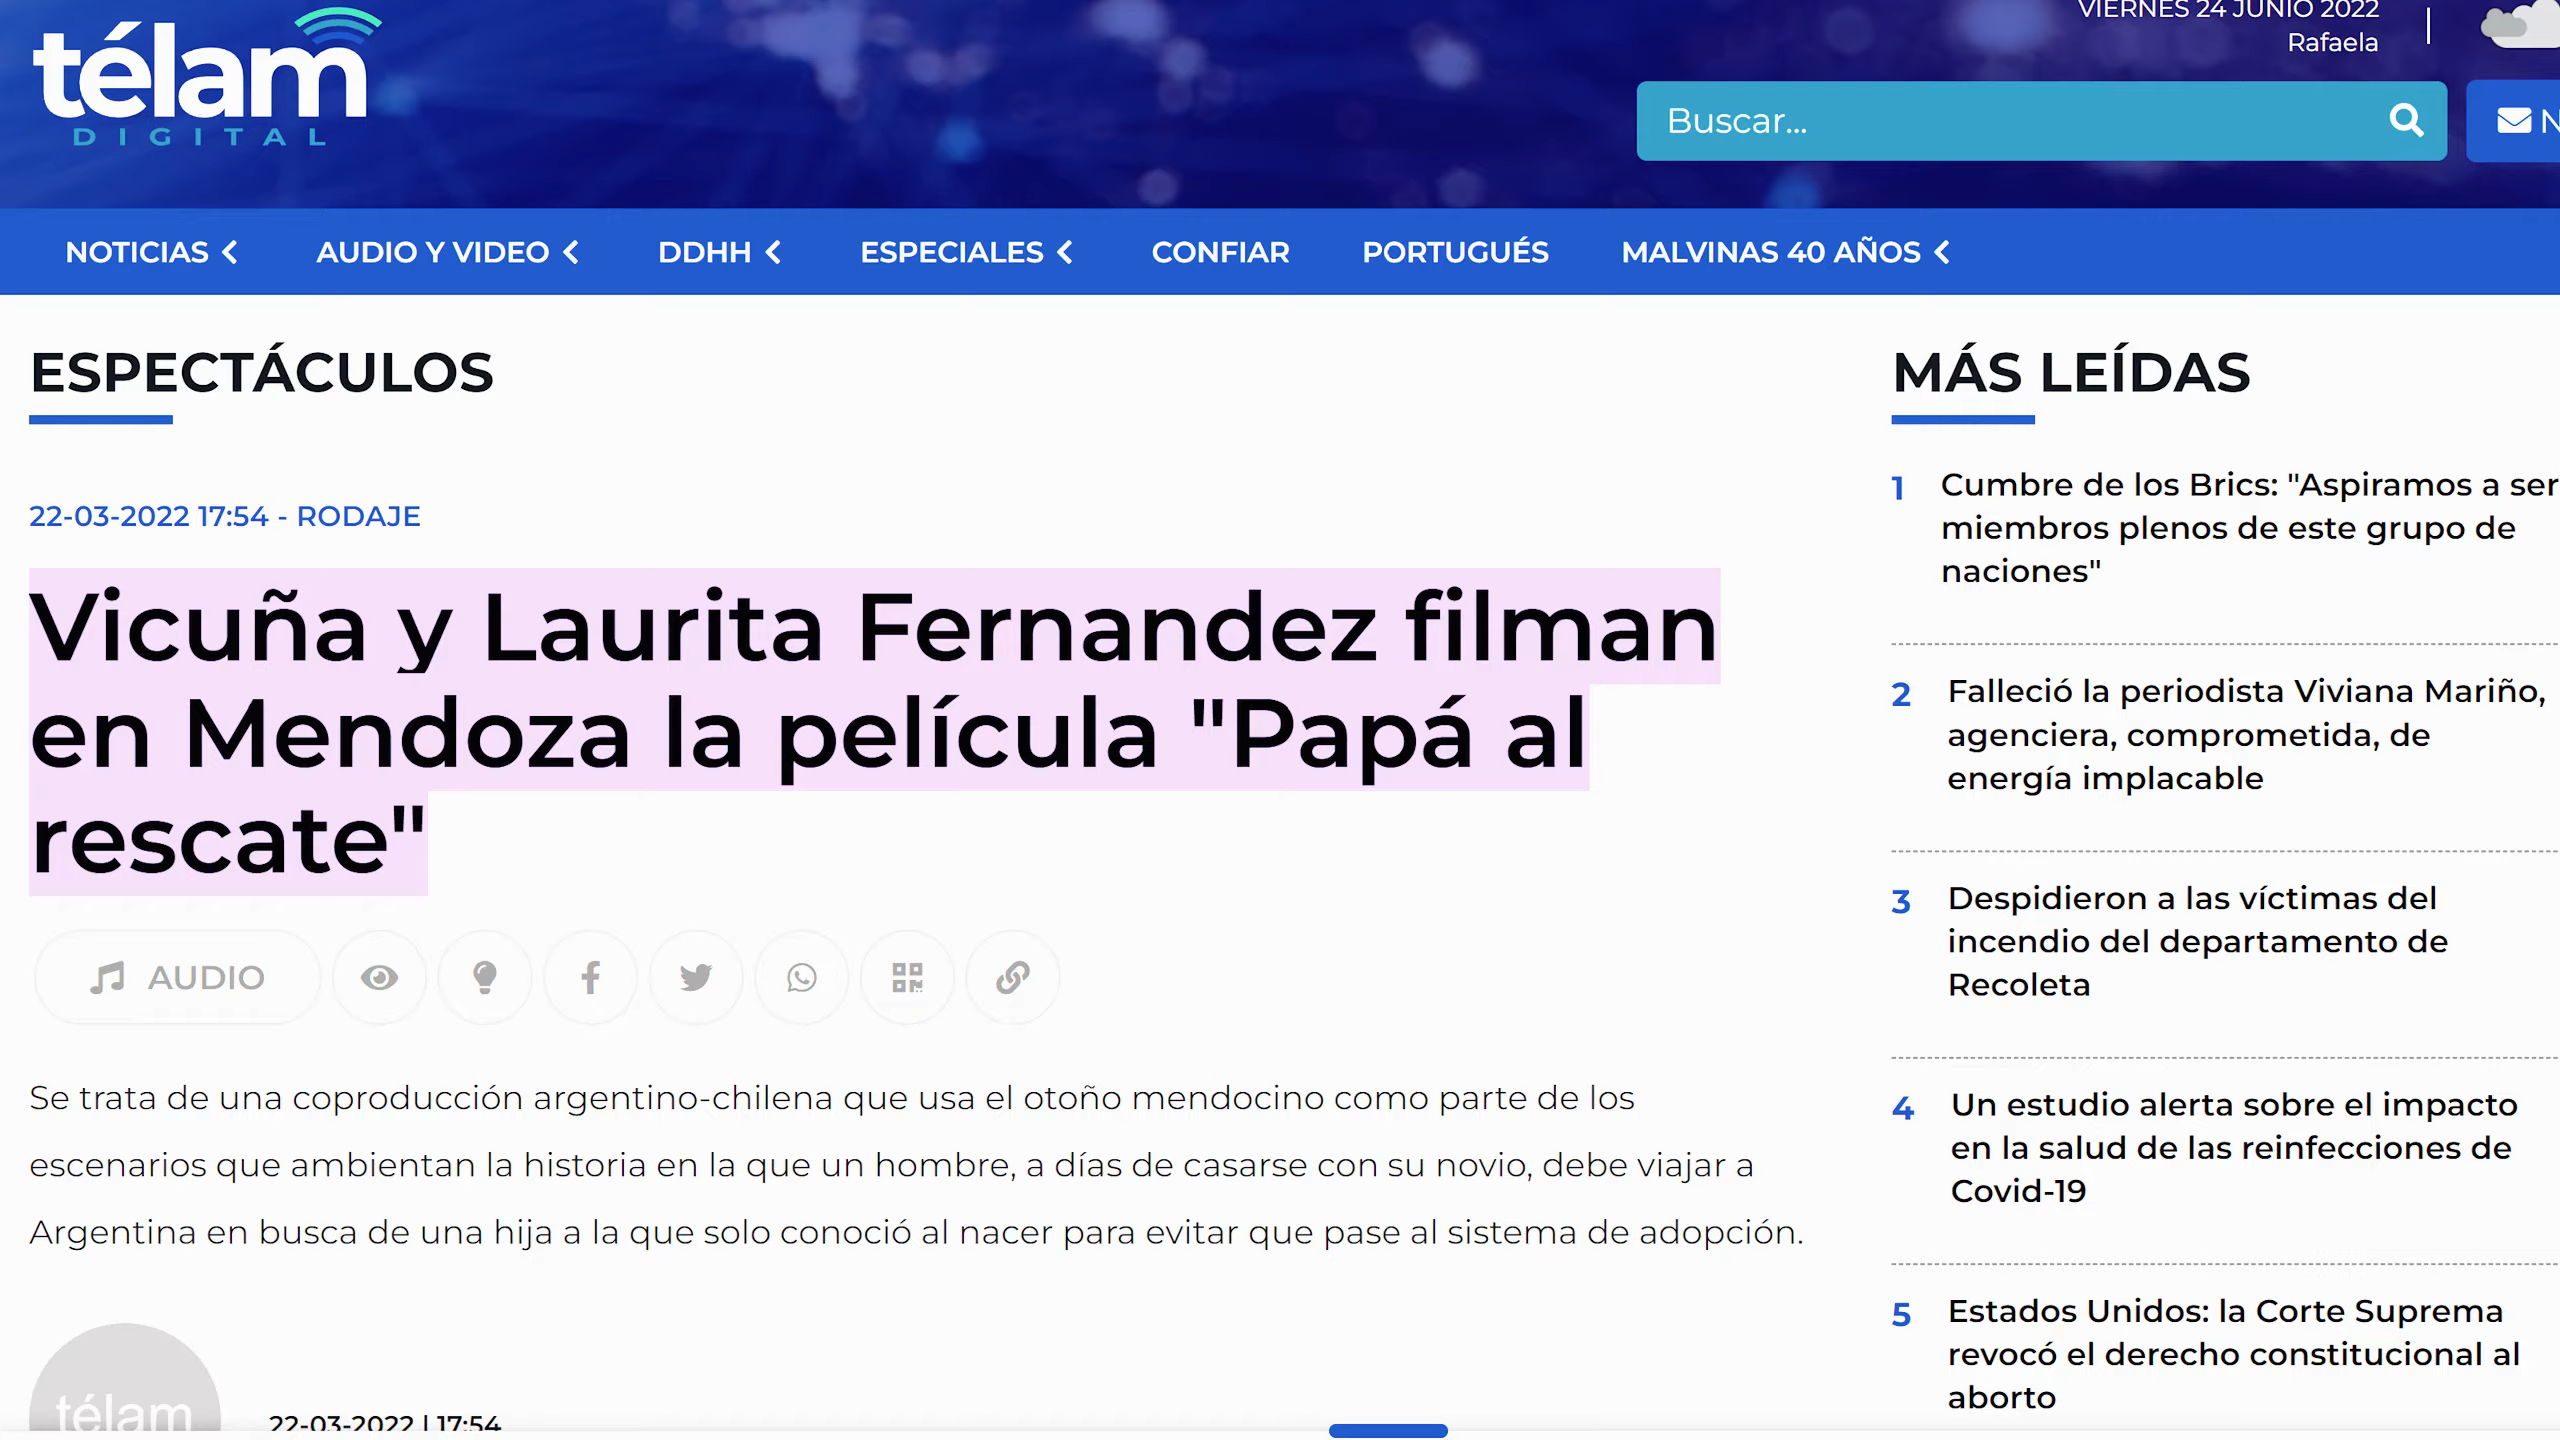 télam
DIGITAL
VIERNES 24 JUNIO 2022
Rafaela
Buscar...
NOTICIAS
AUDIO Y VIDEO
DDHH
ESPECIALES
CONFIAR
PORTUGUÉS
MALVINAS 40 AÑOS
ESPECTÁCULOS
22-03-2022 17:54 - RODAJE
Vicuña y Laurita Fernandez filman
en Mendoza la película "Papá al
rescate"
AUDIO
Se trata de una coproducción argentino-chilena que usa el otoño mendocino como parte de los
escenarios que ambientan la historia en la que un hombre, a días de casarse con su novio, debe viajar a
Argentina en busca de una hija a la que solo conoció al nacer para evitar que pase al sistema de adopción.
télam
22-03-2022 | 17:54
MÁS LEÍDAS
1 Cumbre de los Brics: "Aspiramos a ser
miembros plenos de este grupo de
naciones"
2 Falleció la periodista Viviana Mariño,
agenciera, comprometida, de
energía implacable
3 Despidieron a las víctimas del
incendio del departamento de
Recoleta
4 Un estudio alerta sobre el impacto
en la salud de las reinfecciones de
Covid-19
5 Estados Unidos: la Corte Suprema
revocó el derecho constitucional al
aborto